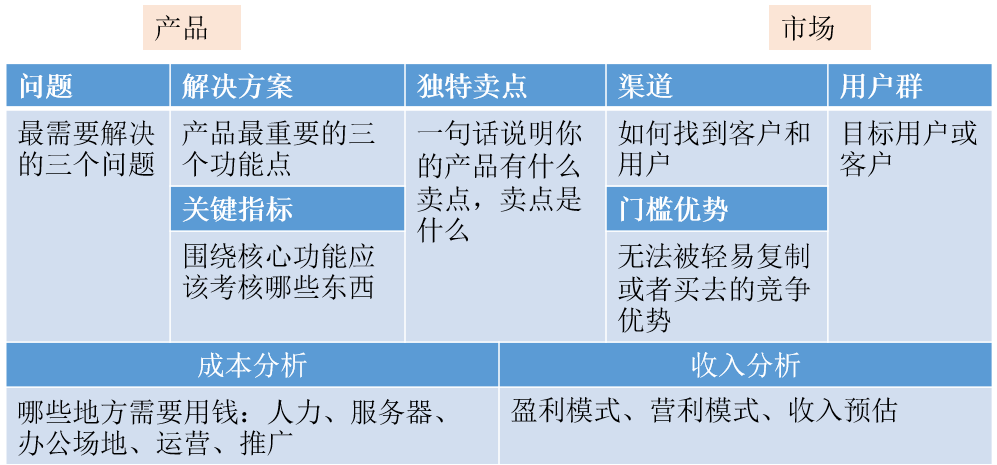 产品
市场
问题
最需要解决
的三个问题
解决方案
产品最重要的三
个功能点
关键指标
围绕核心功能应
该考核哪些东西
独特卖点
一句话说明你
的产品有什么
卖点，卖点是
什么
渠道
如何找到客户和
用户
门槛优势
无法被轻易复制
或者买去的竞争
优势
用户群
目标用户或
客户
成本分析
哪些地方需要用钱：人力、服务器、
办公场地、运营、推广
收入分析
盈利模式、营利模式、收入预估